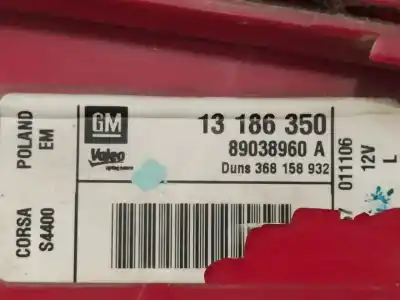 GM
13 186 350
Valeo
89038960 A
Duns 368 158 932
CORSA POLAND
S4400 EM
011106
12V
L